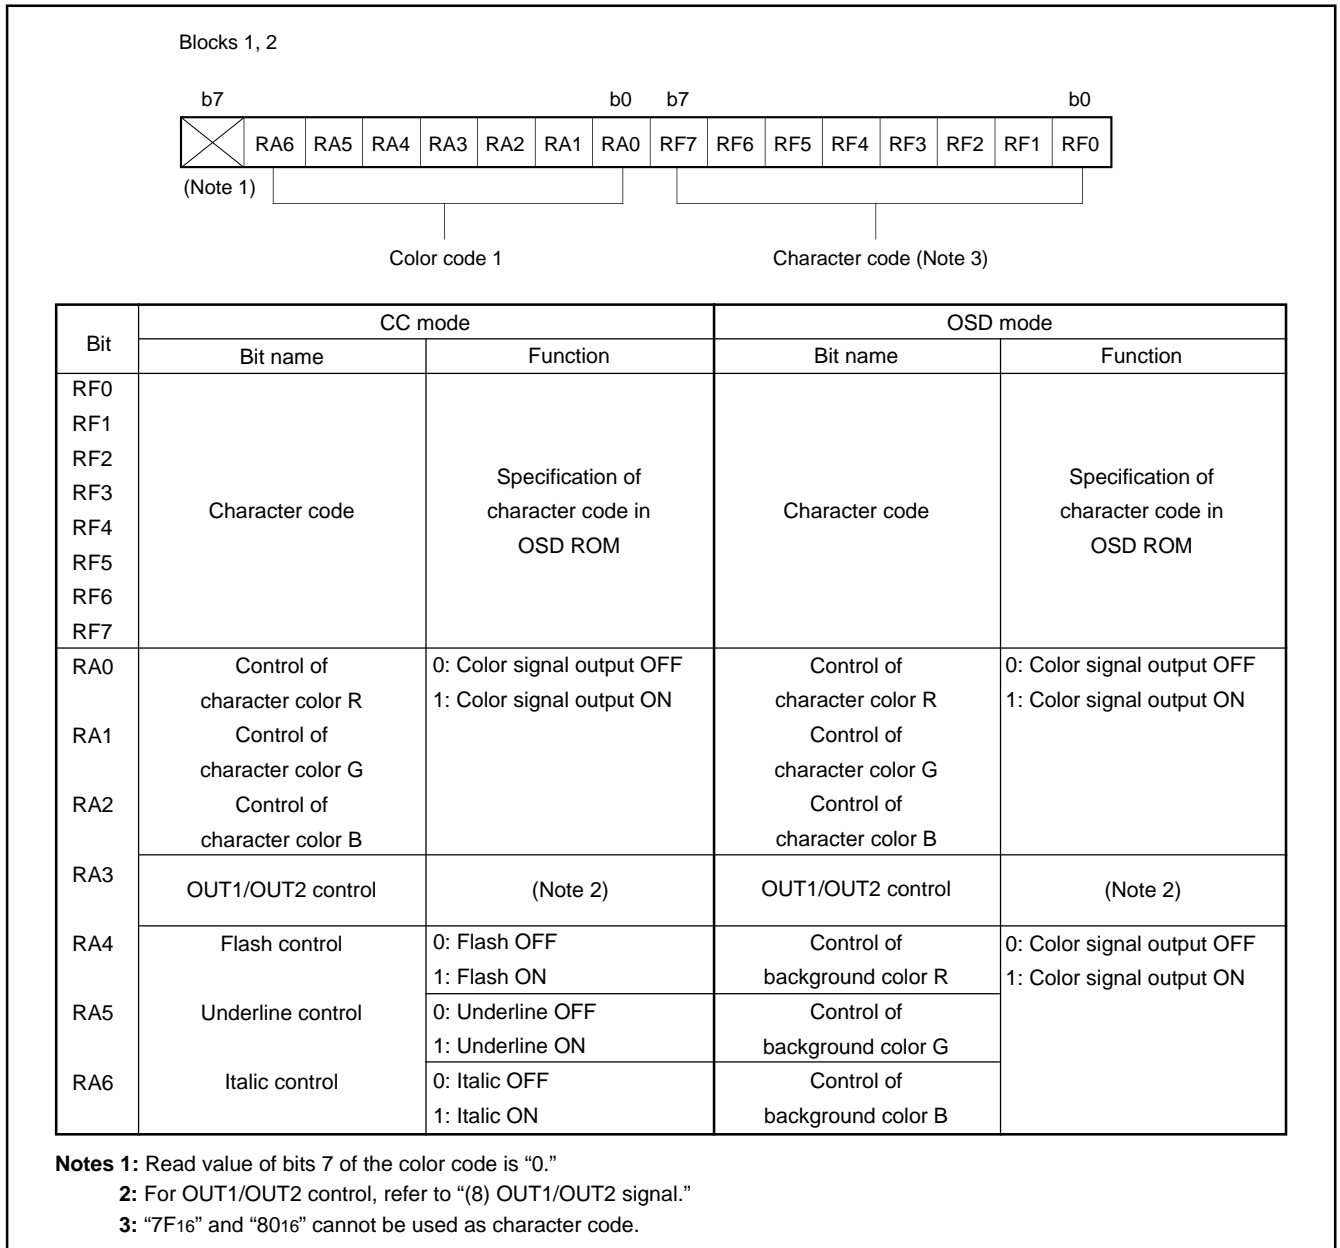 Blocks 1, 2
b7 b0 b7 b0
RA6 RA5 RA4 RA3 RA2 RA1 RA0 RF7 RF6 RF5 RF4 RF3 RF2 RF1 RF0
(Note 1)
Color code 1 Character code (Note 3)
Bit CC mode OSD mode
Bit name Function Bit name Function
RF0
RF1
RF2
RF3
RF4
RF5
RF6
RF7
Character code
Specification of
character code in
OSD ROM
Character code
Specification of
character code in
OSD ROM
RA0 Control of 0: Color signal output OFF Control of 0: Color signal output OFF
character color R 1: Color signal output ON character color R 1: Color signal output ON
RA1 Control of Control of
character color G character color G
RA2 Control of Control of
character color B character color B
RA3 OUT1/OUT2 control (Note 2) OUT1/OUT2 control (Note 2)
RA4 Flash control 0: Flash OFF Control of 0: Color signal output OFF
1: Flash ON background color R 1: Color signal output ON
RA5 Underline control 0: Underline OFF Control of
1: Underline ON background color G
RA6 Italic control 0: Italic OFF Control of
1: Italic ON background color B
Notes 1: Read value of bits 7 of the color code is “0.”
2: For OUT1/OUT2 control, refer to “(8) OUT1/OUT2 signal.”
3: “7F16” and “8016” cannot be used as character code.